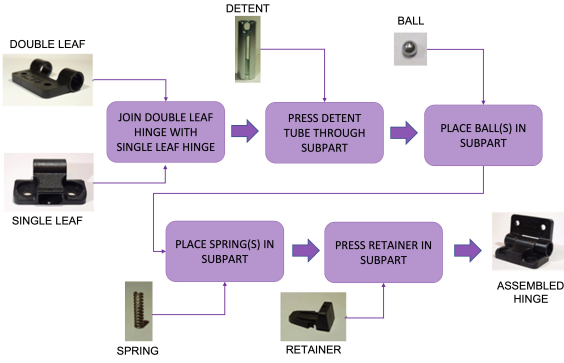 DETENT
BALL
DOUBLE LEAF
JOIN DOUBLE LEAF
HINGE WITH
SINGLE LEAF HINGE
PRESS DETENT
TUBE THROUGH
SUBPART
PLACE BALL(S) IN
SUBPART
SINGLE LEAF
PLACE SPRING(S) IN
SUBPART
PRESS RETAINER IN
SUBPART
ASSEMBLED
HINGE
SPRING
RETAINER